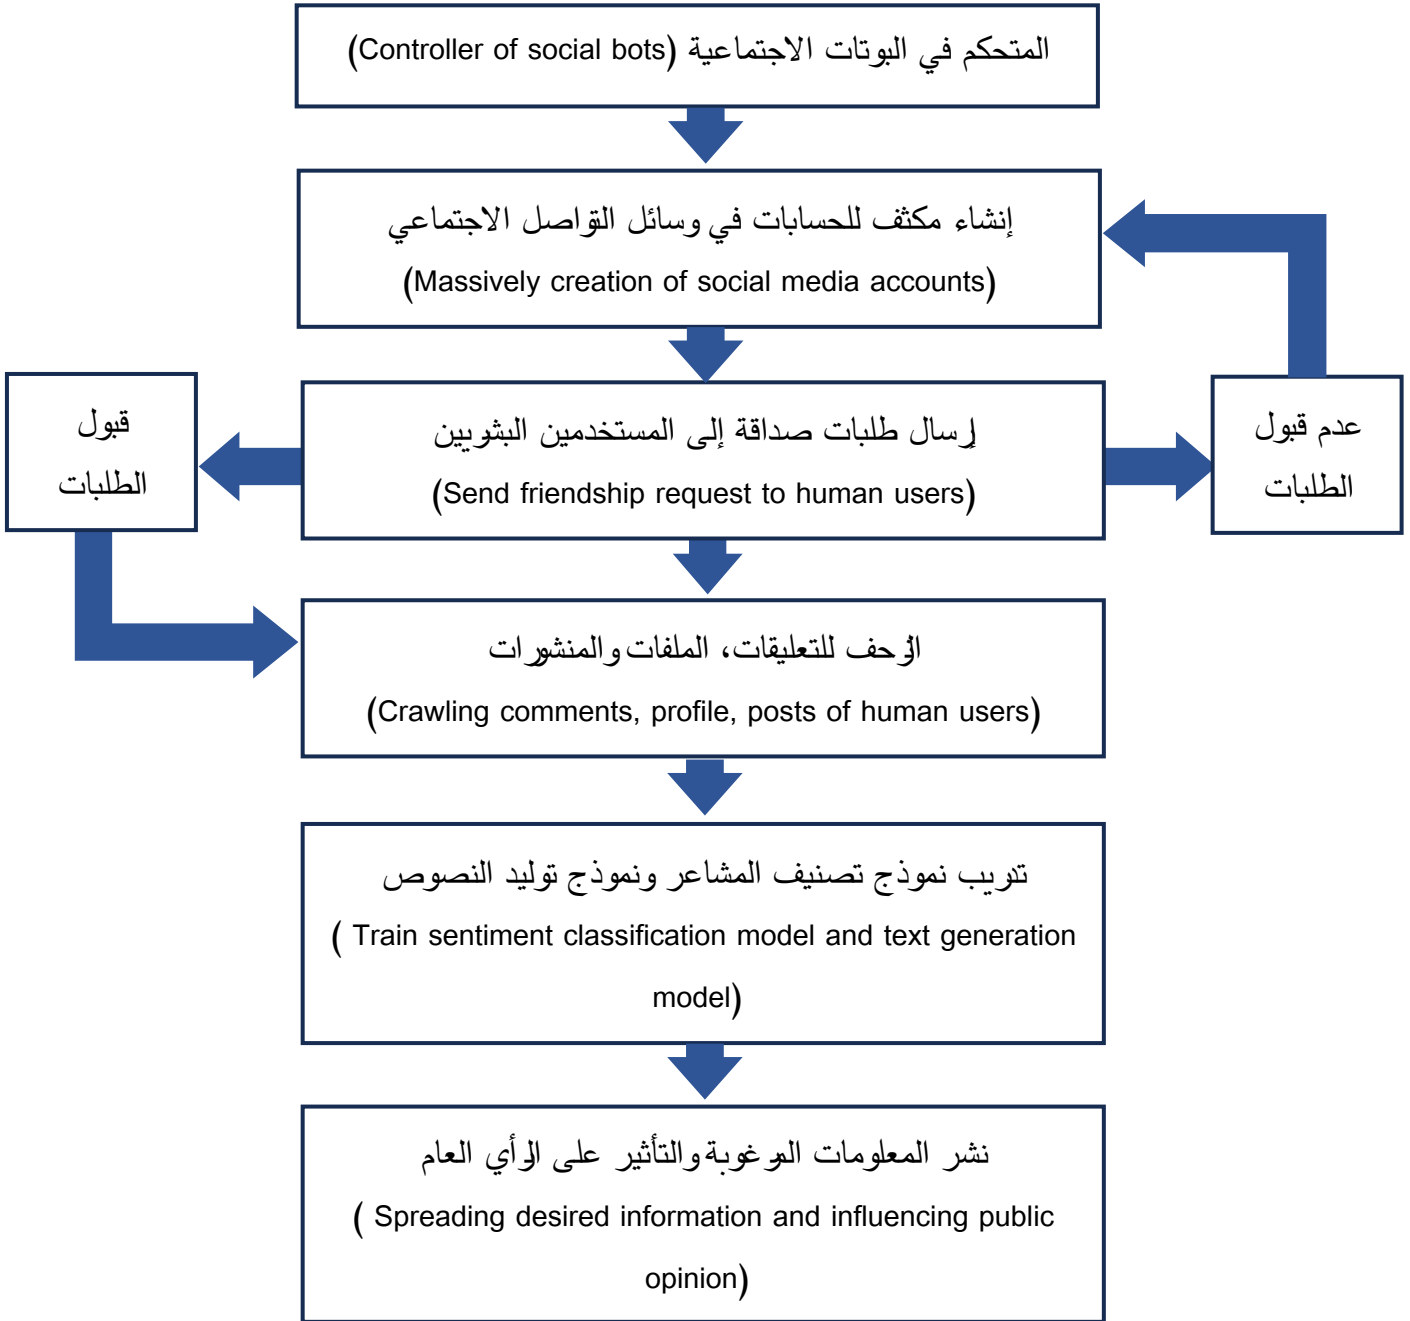 المتحكم في البوتات الاجتماعية (Controller of social bots)
إنشاء مكثف للحسابات في وسائل التواصل الاجتماعي
(Massively creation of social media accounts)
قبول
الطلبات
إرسال طلبات صداقة إلى المستخدمين البشريين
(Send friendship request to human users)
عدم قبول
الطلبات
الزحف للتعليقات، الملفات والمنشورات
(Crawling comments, profile, posts of human users)
تدريب نموذج تصنيف المشاعر ونموذج توليد النصوص
( Train sentiment classification model and text generation
model)
نشر المعلومات المرغوبة والتأثير على الرأي العام
( Spreading desired information and influencing public
opinion)